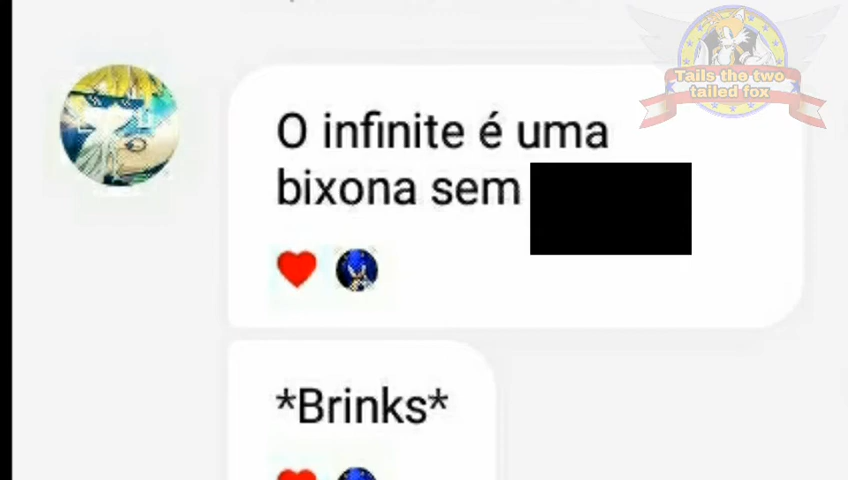 Tails the two
tailed fox
O infinite é uma
bixona sem
*Brinks*